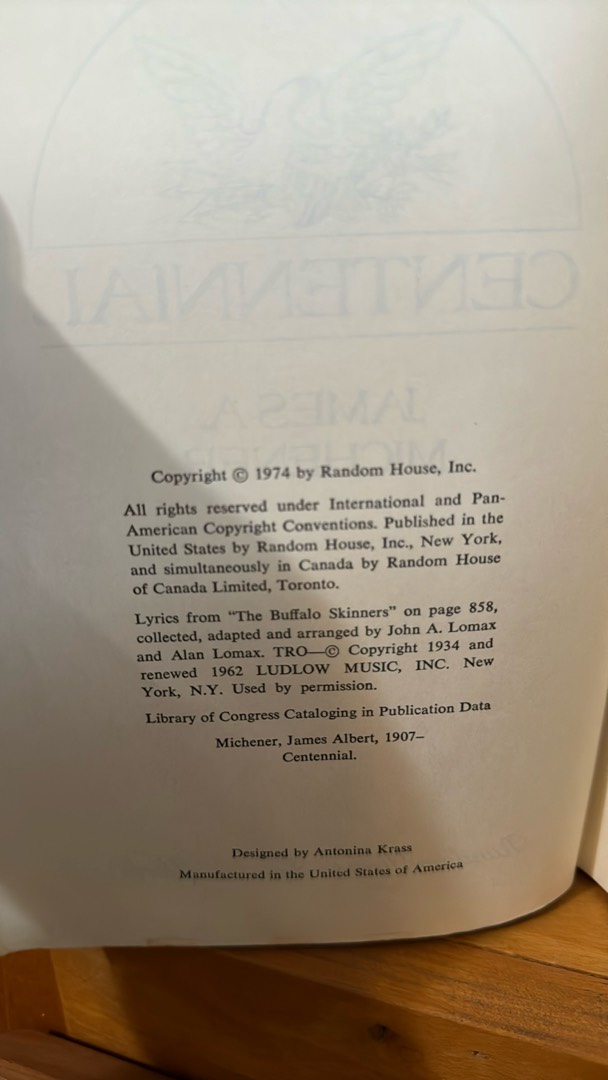 CENTENNIAL
JAMES A.
MICHENER
Copyright © 1974 by Random House, Inc.
All rights reserved under International and Pan-
American Copyright Conventions. Published in the
United States by Random House, Inc., New York,
and simultaneously in Canada by Random House
of Canada Limited, Toronto.
Lyrics from “The Buffalo Skinners” on page 858,
collected, adapted and arranged by John A. Lomax
and Alan Lomax. TRO—© Copyright 1934 and
renewed 1962 LUDLOW MUSIC, INC. New
York, N.Y. Used by permission.
Library of Congress Cataloging in Publication Data
Michener, James Albert, 1907–
Centennial.
Designed by Antonina Krass
Manufactured in the United States of America